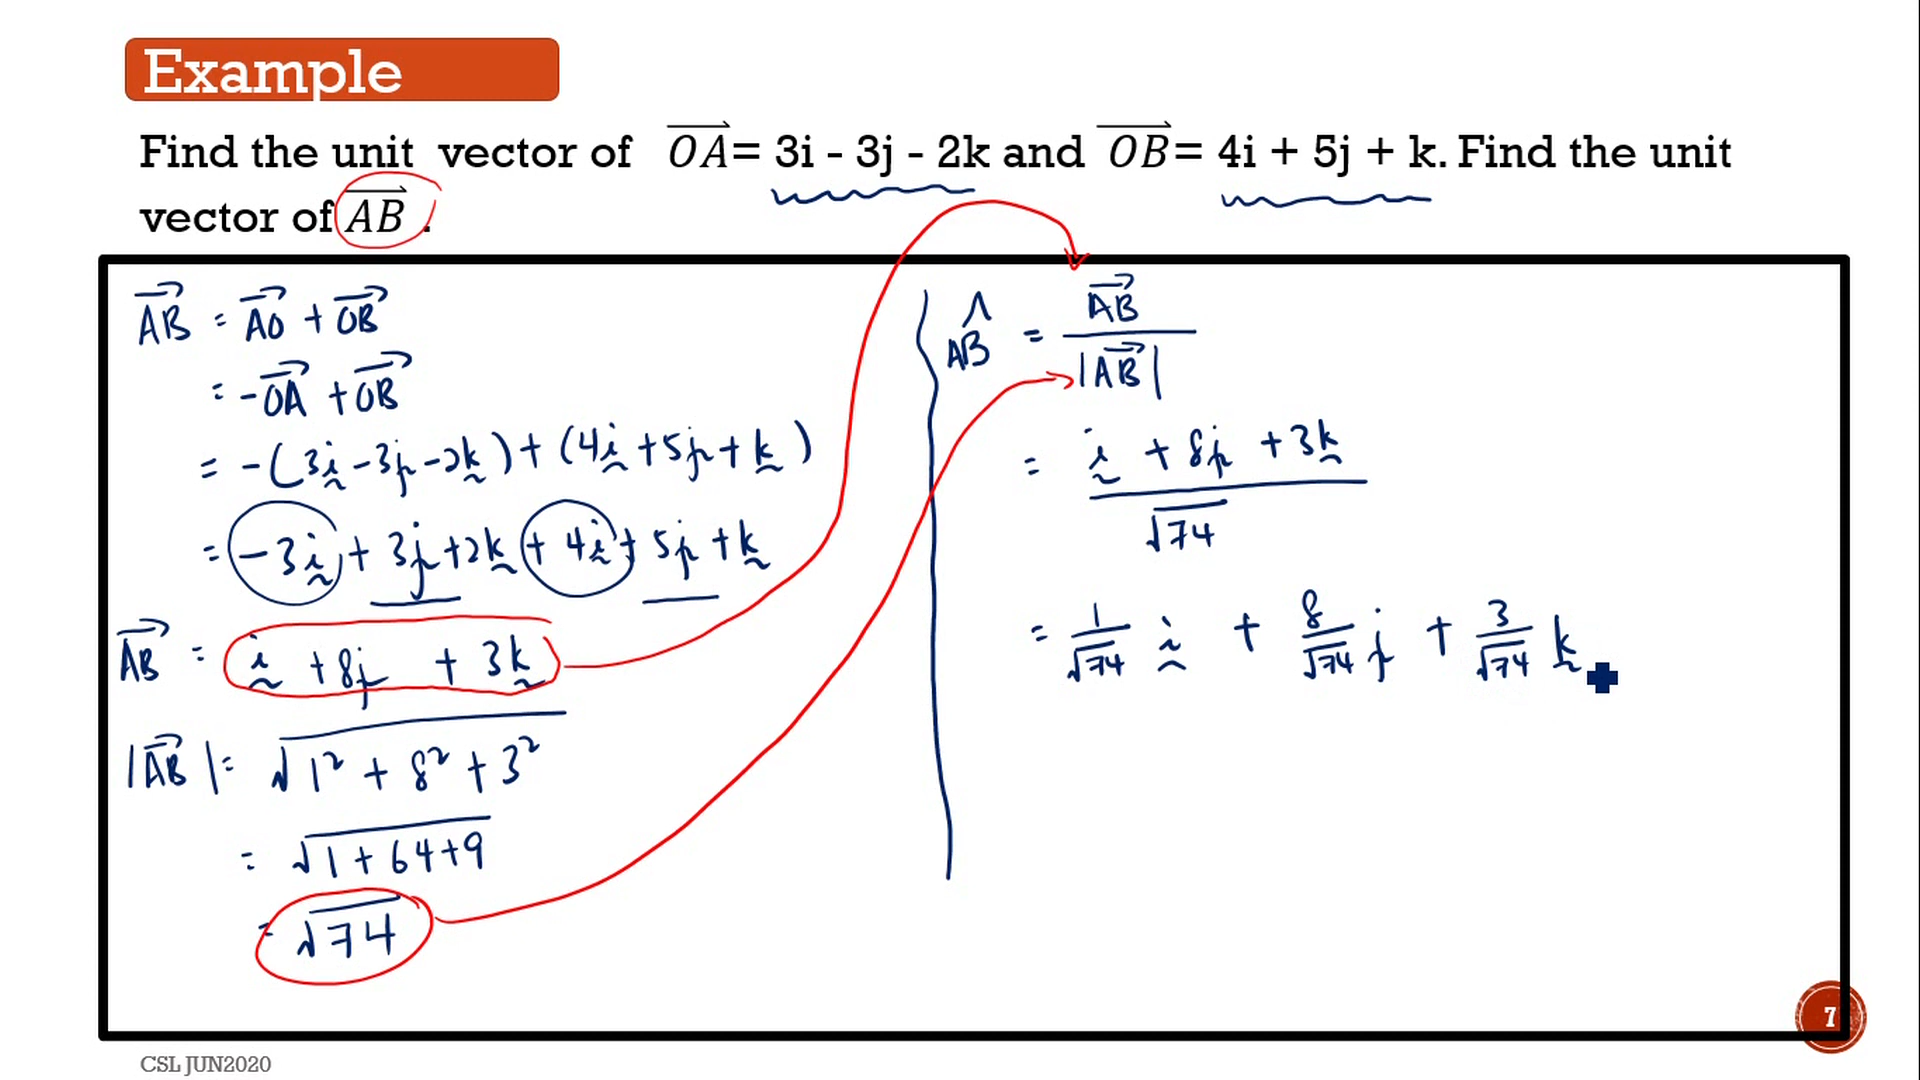 Example
Find the unit vector of OA⃗= 3i - 3j - 2k and OB⃗= 4i + 5j + k. Find the unit
vector of AB⃗ .
AB⃗ = AO⃗ + OB⃗
= -OA⃗ + OB⃗
= -(3i - 3j - 2k) + (4i + 5j + k)
= -3i + 3j + 2k + 4i + 5j + k
AB⃗ = i + 8j + 3k
|AB⃗| = √(1² + 8² + 3²)
= √(1 + 64 + 9)
= √74
AB^ = AB⃗ / |AB⃗|
= (i + 8j + 3k) / √74
= 1/√74 i + 8/√74 j + 3/√74 k
7
CSL JUN2020